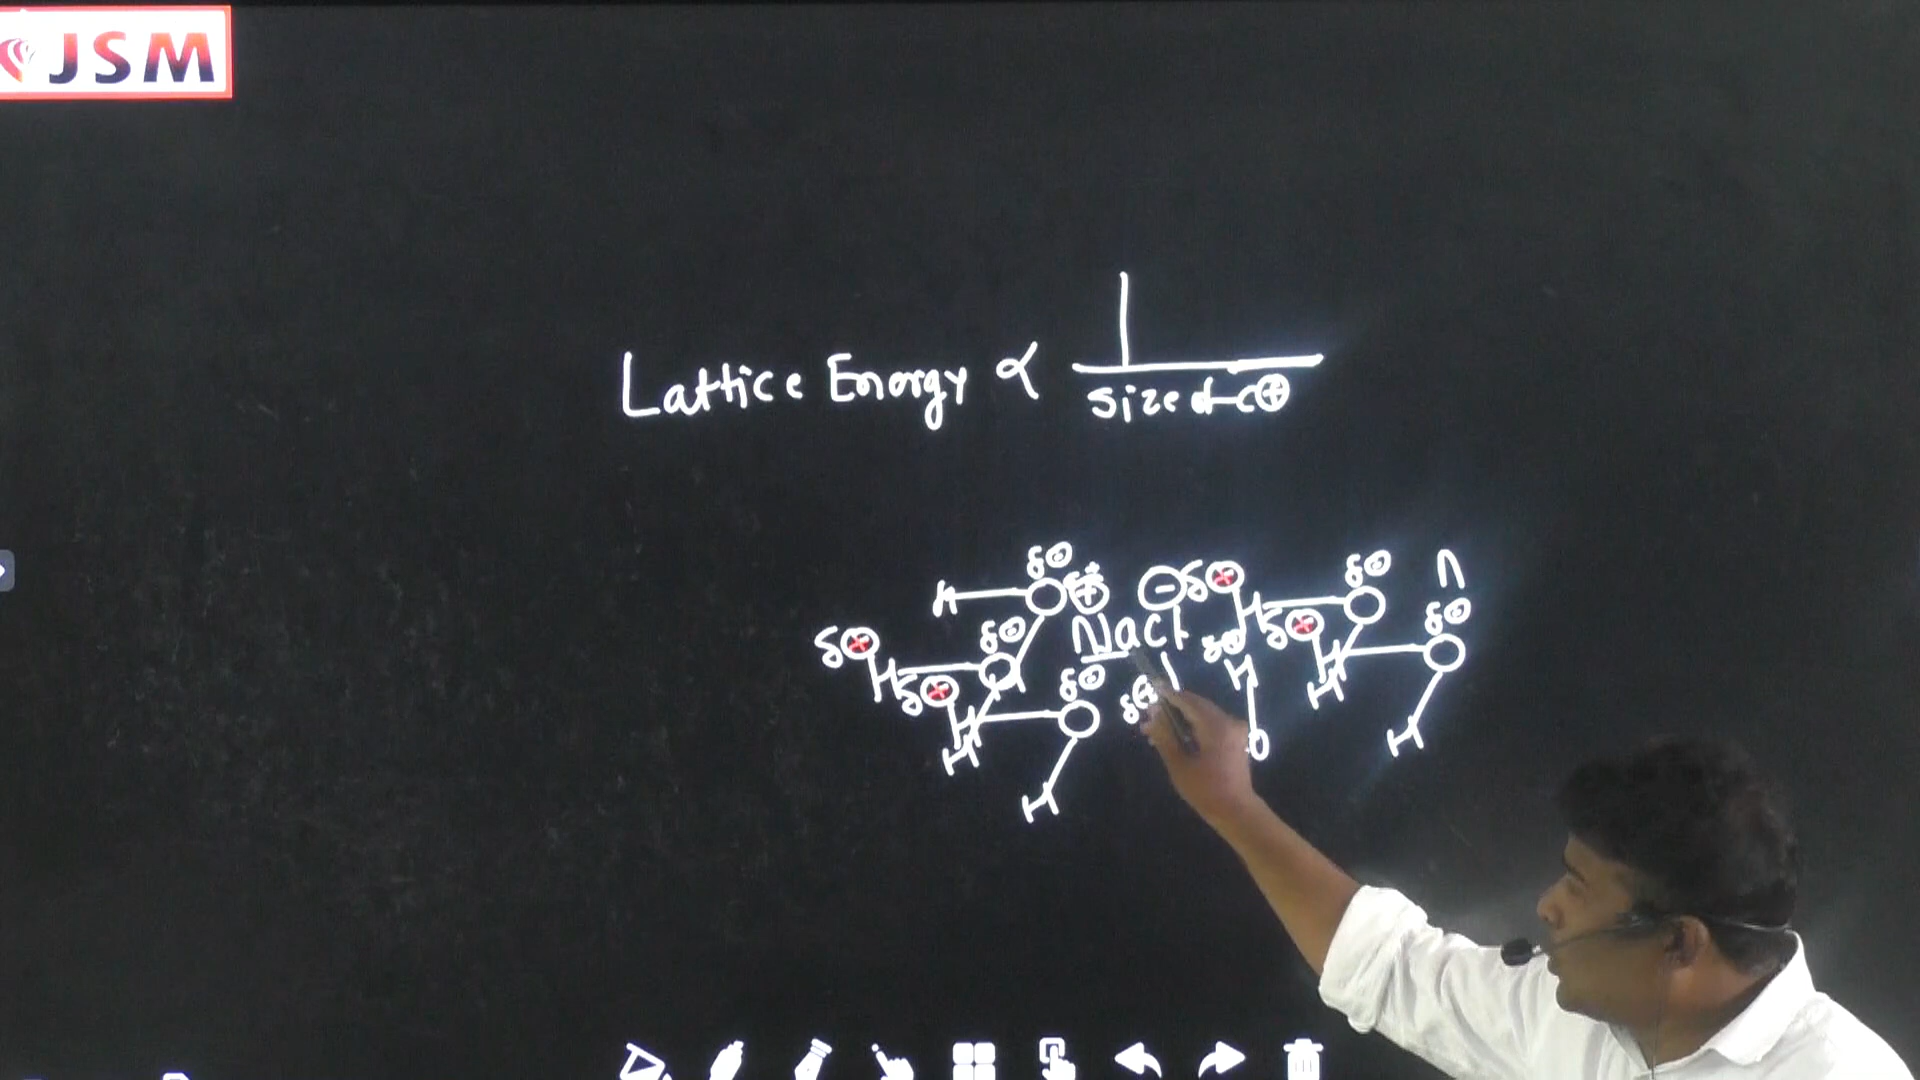 JSM
1
Lattice Energy ∝
size of C⊕
δ⊖ δ⊖ n
H δ+ ⊕ ⊖ δ⊕ δ⊖
δ⊕ δ⊖ NaCl δ⊕ H δ⊕
H δ⊕ δ⊖ δ⊕ H H
H H O H
H